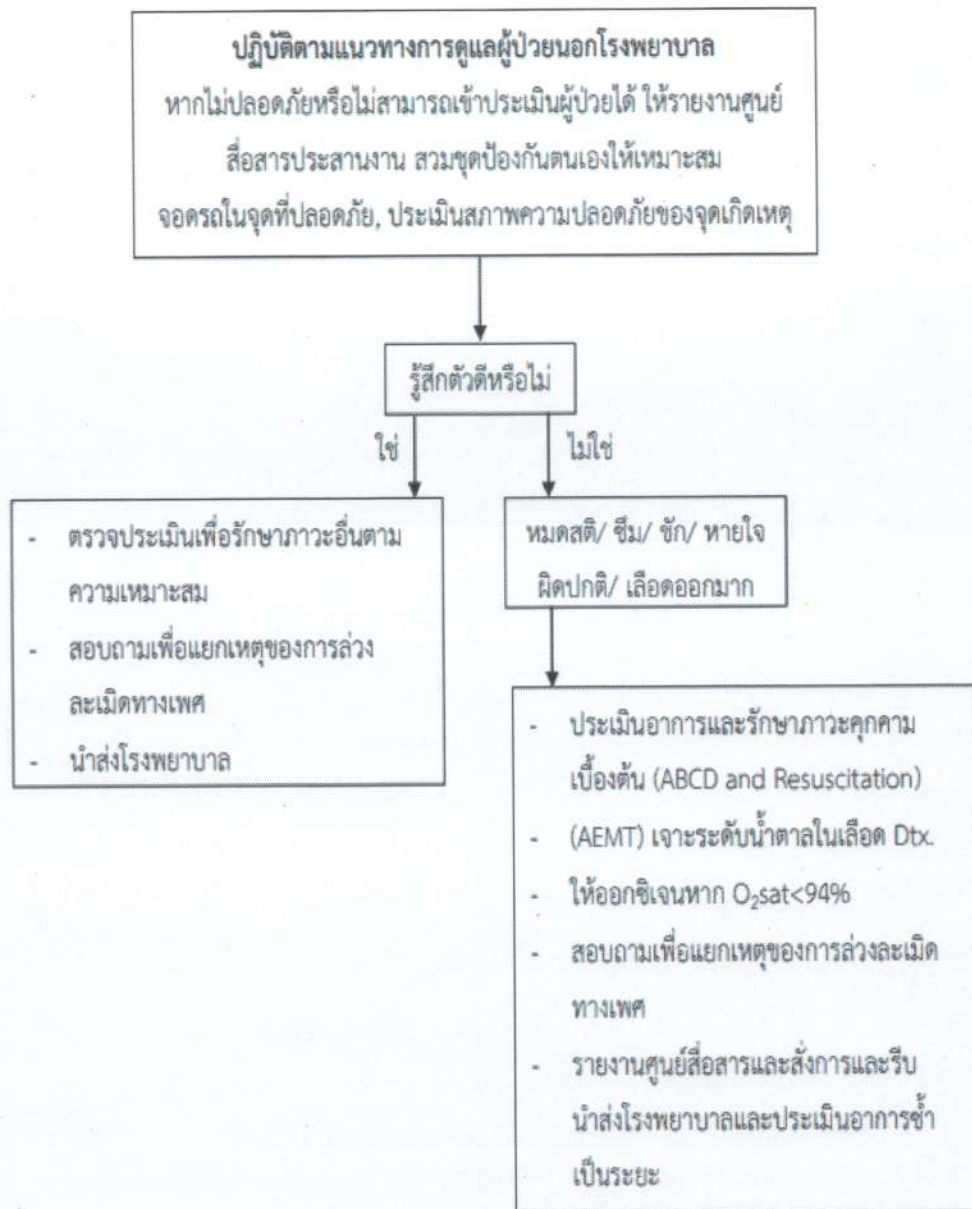 ปฏิบัติตามแนวทางการดูแลผู้ป่วยนอกโรงพยาบาล
หากไม่ปลอดภัยหรือไม่สามารถเข้าประเมินผู้ป่วยได้ ให้รายงานศูนย์
สื่อสารประสานงาน สวมชุดป้องกันตนเองให้เหมาะสม
จอดรถในจุดที่ปลอดภัย, ประเมินสภาพความปลอดภัยของจุดเกิดเหตุ
รู้สึกตัวดีหรือไม่
ใช่
ไม่ใช่
- ตรวจประเมินเพื่อรักษาภาวะอื่นตาม
ความเหมาะสม
- สอบถามเพื่อแยกเหตุของการล่วง
ละเมิดทางเพศ
- นำส่งโรงพยาบาล
หมดสติ/ ซึม/ ชัก/ หายใจ
ผิดปกติ/ เลือดออกมาก
- ประเมินอาการและรักษาภาวะคุกคาม
เบื้องต้น (ABCD and Resuscitation)
- (AEMT) เจาะระดับน้ำตาลในเลือด Dtx.
- ให้ออกซิเจนหาก O₂sat<94%
- สอบถามเพื่อแยกเหตุของการล่วงละเมิด
ทางเพศ
- รายงานศูนย์สื่อสารและสั่งการและรีบ
นำส่งโรงพยาบาลและประเมินอาการซ้ำ
เป็นระยะ